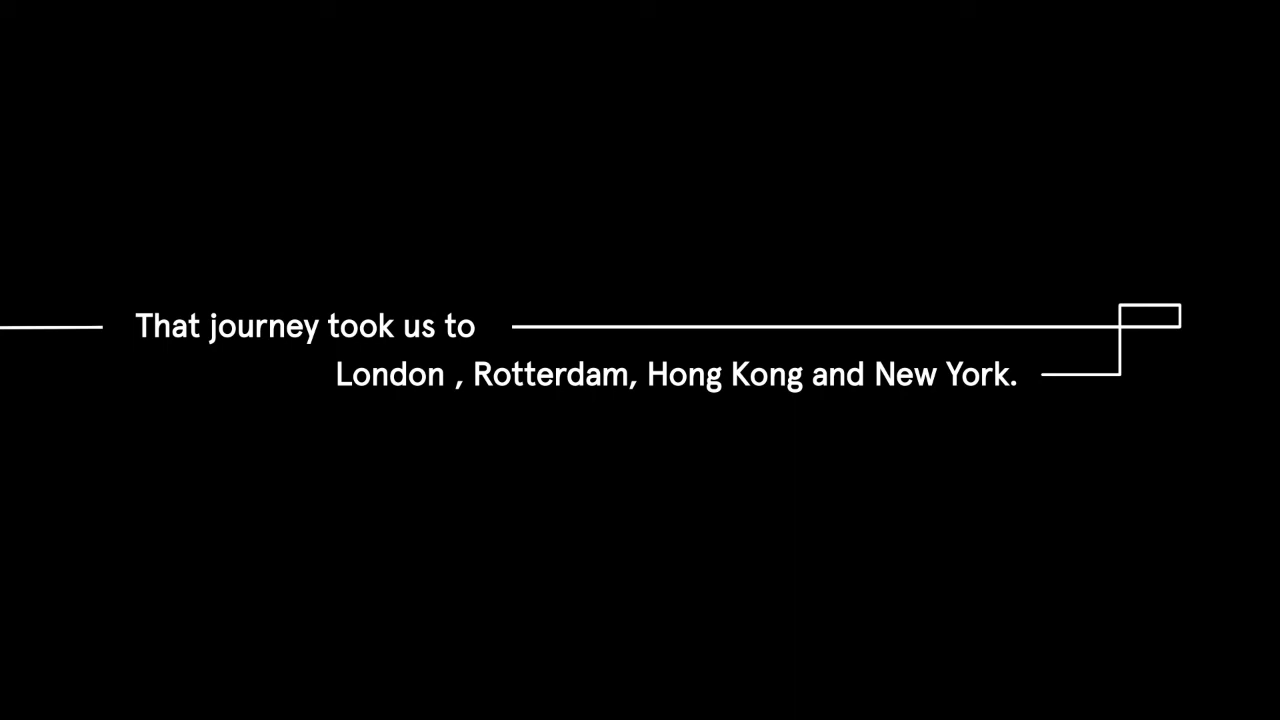 That journey took us to
London , Rotterdam, Hong Kong and New York.